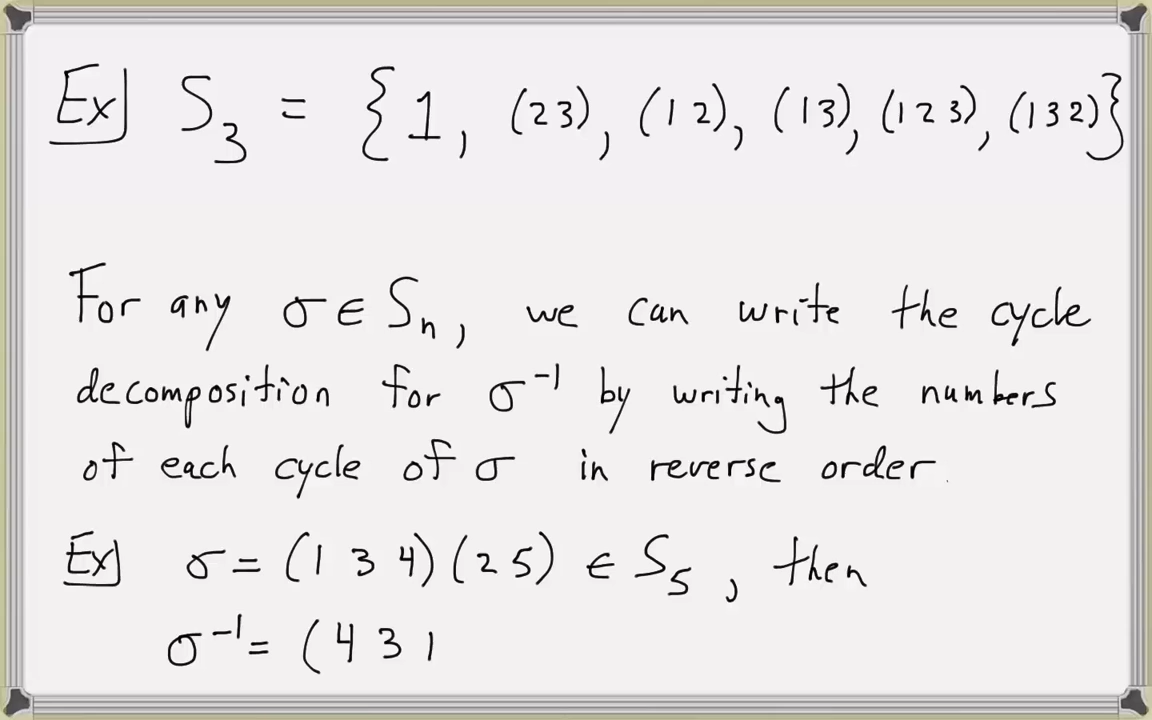 Ex] S₃ = {1, (23), (12), (13), (123), (132)}
For any σ ∈ Sₙ, we can write the cycle
decomposition for σ⁻¹ by writing the numbers
of each cycle of σ in reverse order.
Ex] σ = (1 3 4)(2 5) ∈ S₅, then
σ⁻¹ = (4 3 1